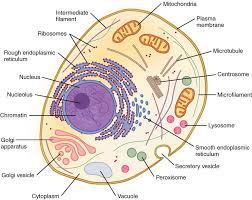 Mitochondria
Intermediate
filament
Plasma
membrane
Ribosomes
Rough endoplasmic
reticulum
Microtubule
Nucleus
Centrosome
Nucleolus
Microfilament
Chromatin
Lysosome
Golgi
apparatus
Smooth endoplasmic
reticulum
Secretory vesicle
Golgi vesicle
Peroxisome
Cytoplasm
Vacuole